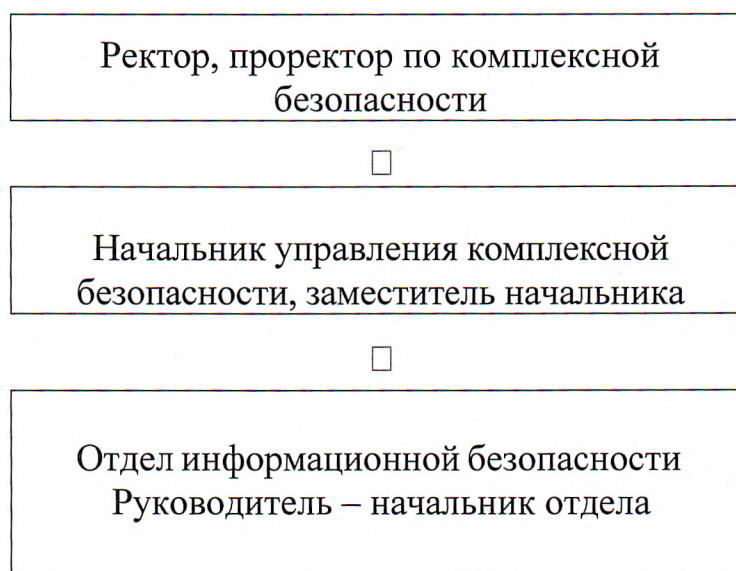 Ректор, проректор по комплексной
безопасности
Начальник управления комплексной
безопасности, заместитель начальника
Отдел информационной безопасности
Руководитель – начальник отдела